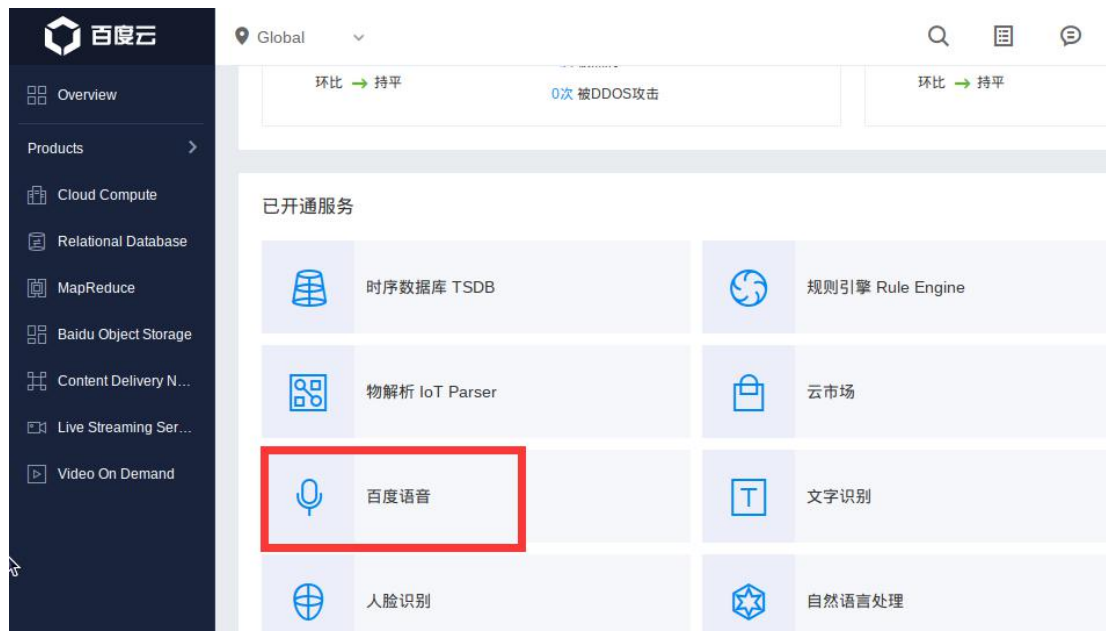 百度云
Global
Overview
Products
Cloud Compute
Relational Database
MapReduce
Baidu Object Storage
Content Delivery N...
Live Streaming Ser...
Video On Demand
环比 → 持平
0次 被DDOS攻击
环比 → 持平
已开通服务
时序数据库 TSDB
规则引擎 Rule Engine
物解析 IoT Parser
云市场
百度语音
T 文字识别
人脸识别
自然语言处理